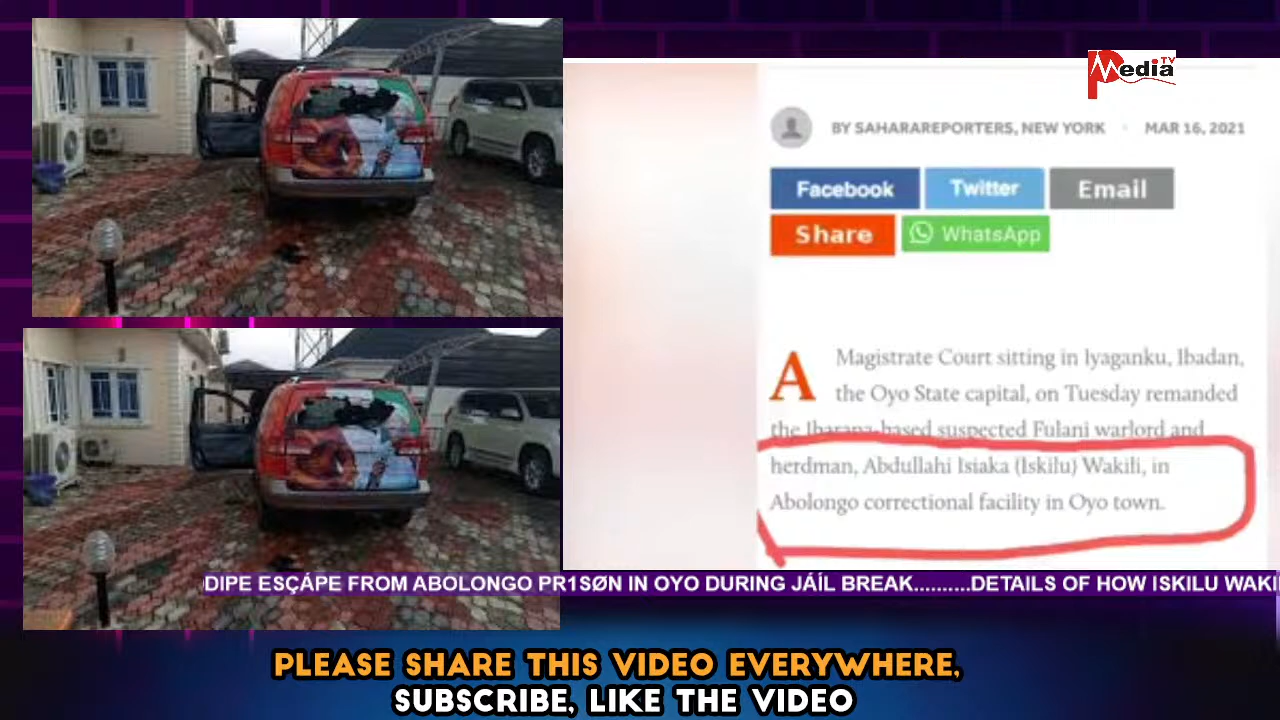 Media TV
BY SAHARAREPORTERS, NEW YORK • MAR 16, 2021
Facebook Twitter Email
Share WhatsApp
A Magistrate Court sitting in Iyaganku, Ibadan,
the Oyo State capital, on Tuesday remanded
the Ibarapa-based suspected Fulani warlord and
herdman, Abdullahi Isiaka (Iskilu) Wakili, in
Abolongo correctional facility in Oyo town.
DIPE ESÇÁPE FROM ABOLONGO PR1SØN IN OYO DURING JÁÍL BREAK..........DETAILS OF HOW ISKILU WAKI
PLEASE SHARE THIS VIDEO EVERYWHERE,
SUBSCRIBE, LIKE THE VIDEO